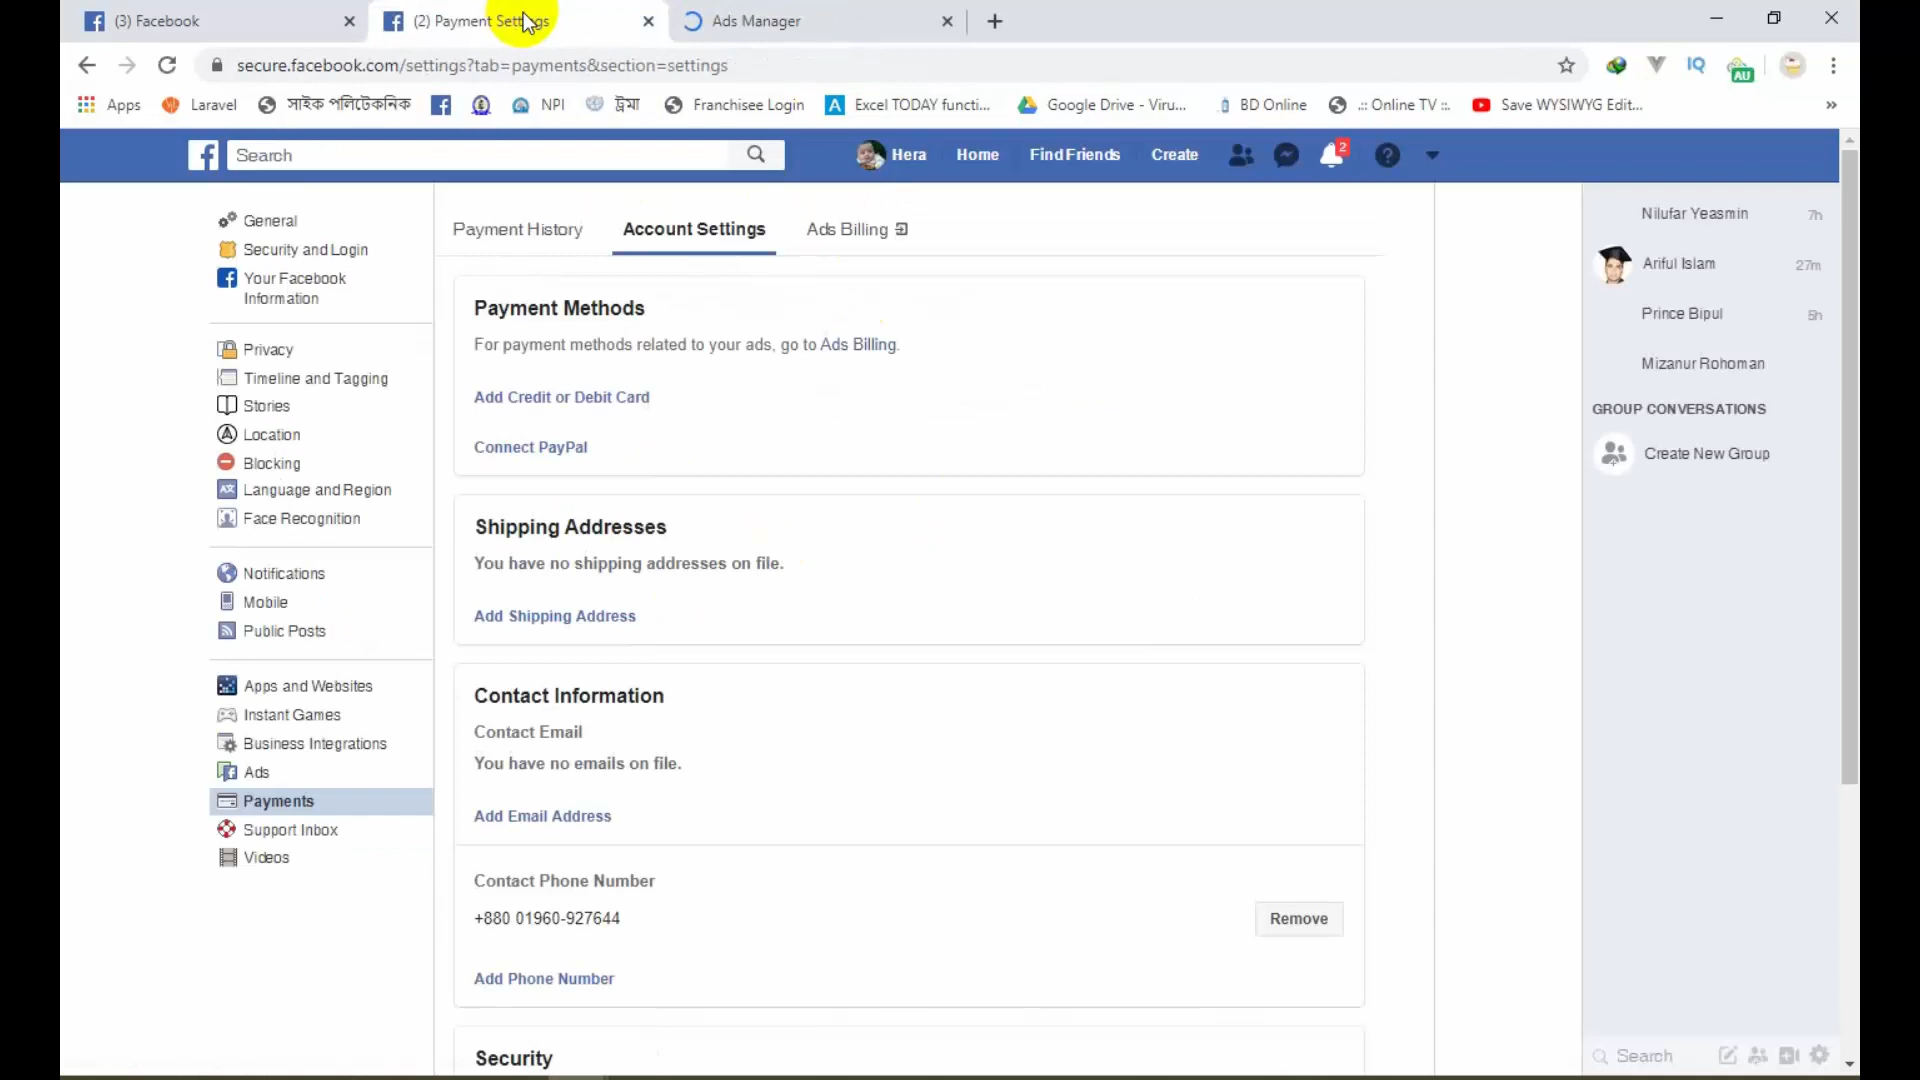 (3) Facebook
(2) Payment Settings
Ads Manager
secure.facebook.com/settings?tab=payments&section=settings
Apps
Laravel
সাইক পলিটেকনিক
NPI
ট্রমা
Franchisee Login
Excel TODAY functi...
Google Drive - Viru...
BD Online
.:: Online TV ::.
Save WYSIWYG Edit...
IQ
AU
Search
Hera
Home
Find Friends
Create
2
General
Security and Login
Your Facebook
Information
Privacy
Timeline and Tagging
Stories
Location
Blocking
Language and Region
Face Recognition
Notifications
Mobile
Public Posts
Apps and Websites
Instant Games
Business Integrations
Ads
Payments
Support Inbox
Videos
Payment History
Account Settings
Ads Billing
Payment Methods
For payment methods related to your ads, go to Ads Billing.
Add Credit or Debit Card
Connect PayPal
Shipping Addresses
You have no shipping addresses on file.
Add Shipping Address
Contact Information
Contact Email
You have no emails on file.
Add Email Address
Contact Phone Number
+880 01960-927644
Remove
Add Phone Number
Security
Nilufar Yeasmin 7h
Ariful Islam 27m
Prince Bipul 5h
Mizanur Rohoman
GROUP CONVERSATIONS
Create New Group
Search